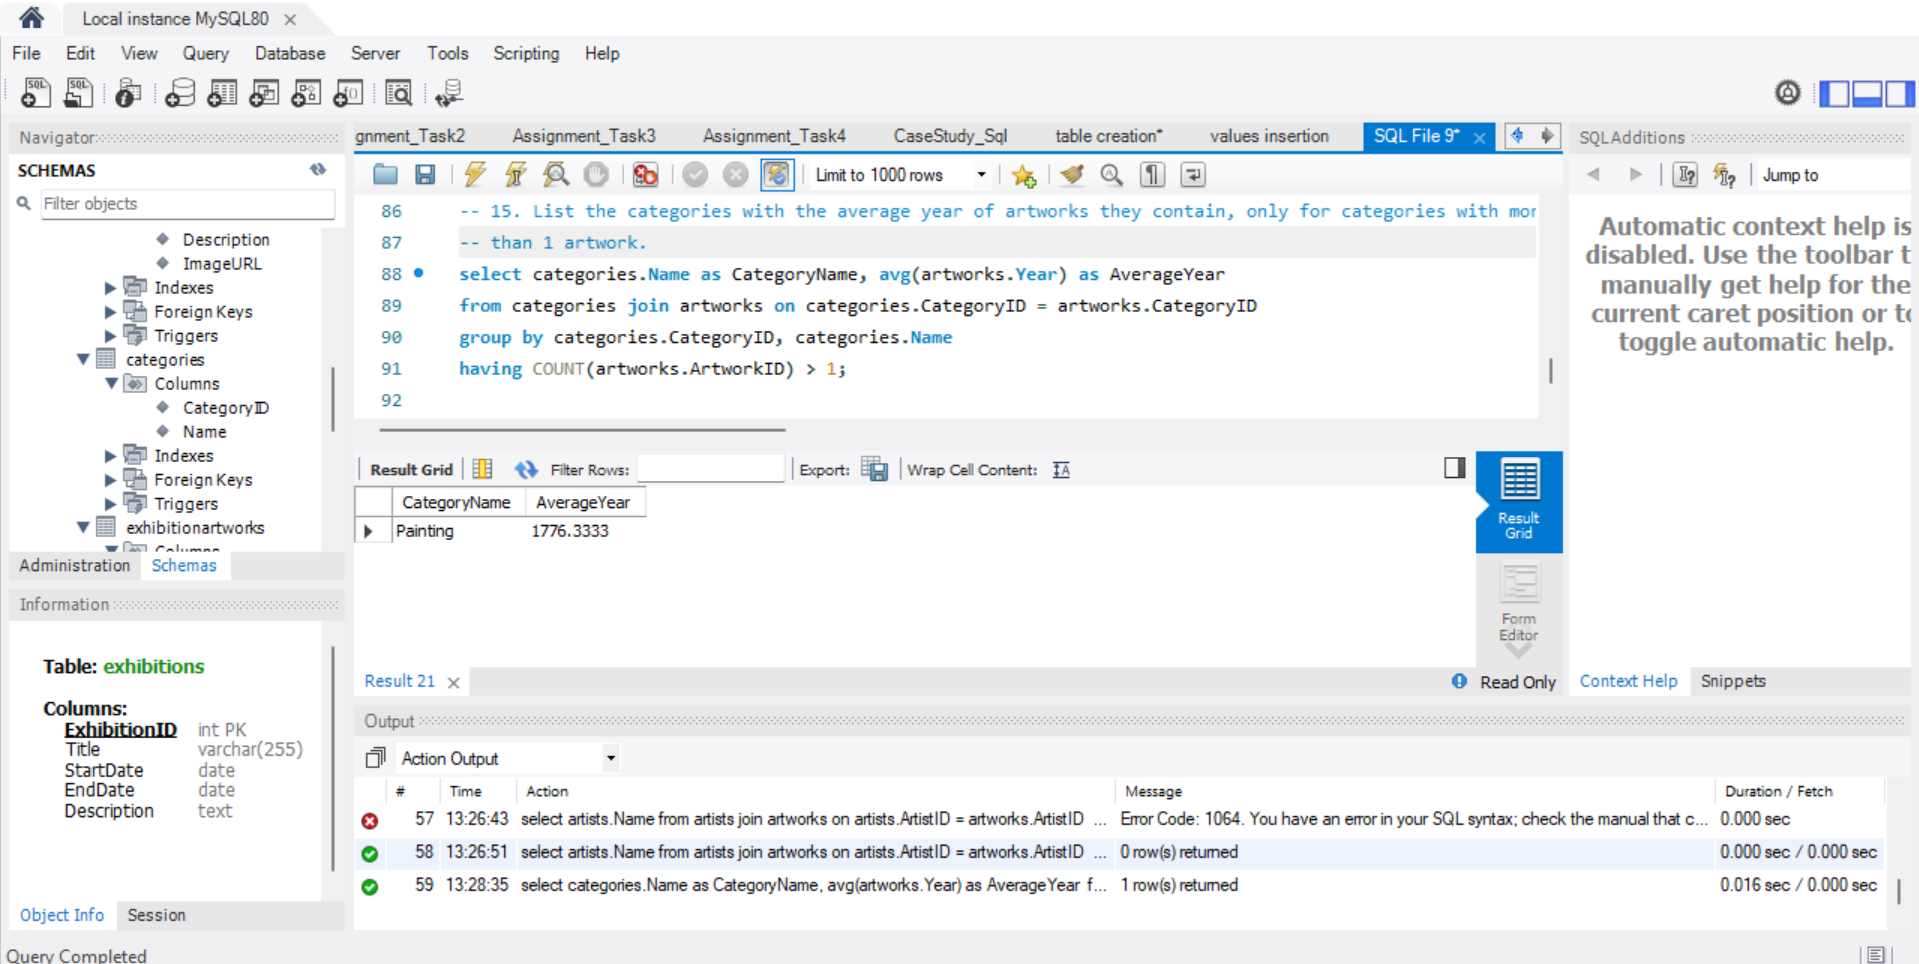 Local instance MySQL80
File Edit View Query Database Server Tools Scripting Help
Navigator
SCHEMAS
Filter objects
Description
ImageURL
Indexes
Foreign Keys
Triggers
categories
Columns
CategoryID
Name
Indexes
Foreign Keys
Triggers
exhibitionartworks
Columns
Administration Schemas
Information
Table: exhibitions
Columns:
ExhibitionID int PK
Title varchar(255)
StartDate date
EndDate date
Description text
Object Info Session
gnment_Task2 Assignment_Task3 Assignment_Task4 CaseStudy_Sql table creation* values insertion SQL File 9*
Limit to 1000 rows
86 -- 15. List the categories with the average year of artworks they contain, only for categories with mor
87 -- than 1 artwork.
88 select categories.Name as CategoryName, avg(artworks.Year) as AverageYear
89 from categories join artworks on categories.CategoryID = artworks.CategoryID
90 group by categories.CategoryID, categories.Name
91 having COUNT(artworks.ArtworkID) > 1;
92
Result Grid Filter Rows: Export: Wrap Cell Content:
CategoryName AverageYear
Painting 1776.3333
Result
Grid
Form
Editor
Result 21 Read Only
SQLAdditions
Jump to
Automatic context help is
disabled. Use the toolbar t
manually get help for the
current caret position or to
toggle automatic help.
Context Help Snippets
Output
Action Output
# Time Action Message Duration / Fetch
57 13:26:43 select artists.Name from artists join artworks on artists.ArtistID = artworks.ArtistID ... Error Code: 1064. You have an error in your SQL syntax; check the manual that c... 0.000 sec
58 13:26:51 select artists.Name from artists join artworks on artists.ArtistID = artworks.ArtistID ... 0 row(s) returned 0.000 sec / 0.000 sec
59 13:28:35 select categories.Name as CategoryName, avg(artworks.Year) as AverageYear f... 1 row(s) returned 0.016 sec / 0.000 sec
Query Completed